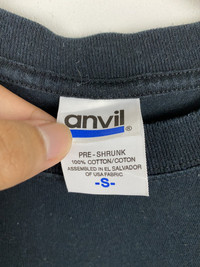 anvil®
PRE-SHRUNK
100% COTTON/COTON
ASSEMBLED IN EL SALVADOR
OF USA FABRIC
-S-